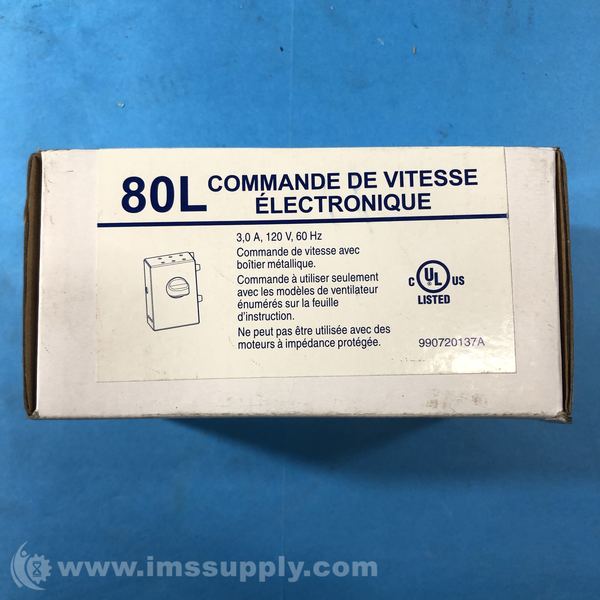 80L COMMANDE DE VITESSE
ÉLECTRONIQUE
3,0 A, 120 V, 60 Hz
Commande de vitesse avec
boîtier métallique.
Commande à utiliser seulement
avec les modèles de ventilateur
énumérés sur la feuille
d'instruction.
Ne peut pas être utilisée avec des
moteurs à impédance protégée.
C UL US
LISTED
990720137A
www.imssupply.com